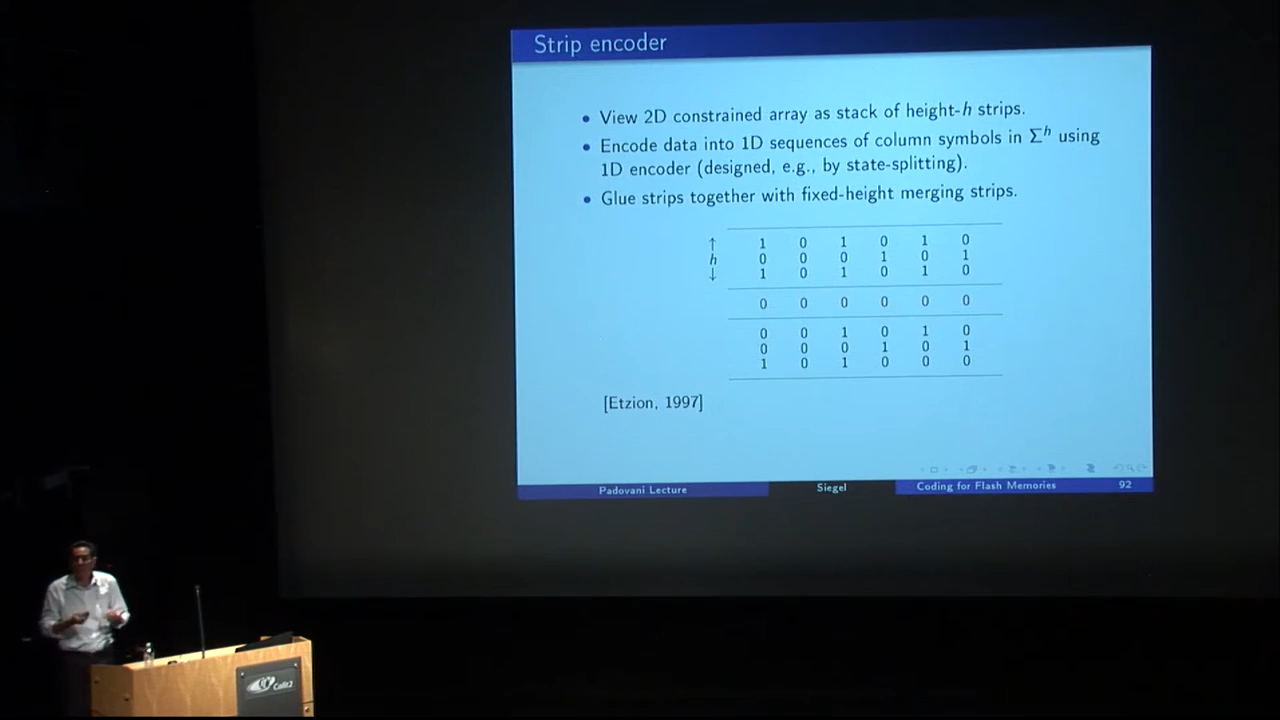 Strip encoder
• View 2D constrained array as stack of height-h strips.
• Encode data into 1D sequences of column symbols in Σ^h using
1D encoder (designed, e.g., by state-splitting).
• Glue strips together with fixed-height merging strips.
↑ 1 0 1 0 1 0
h 0 0 0 1 0 1
↓ 1 0 1 0 1 0
0 0 0 0 0 0
0 0 1 0 1 0
0 0 0 1 0 1
1 0 1 0 0 0
[Etzion, 1997]
Padovani Lecture Siegel Coding for Flash Memories 92
Calit2